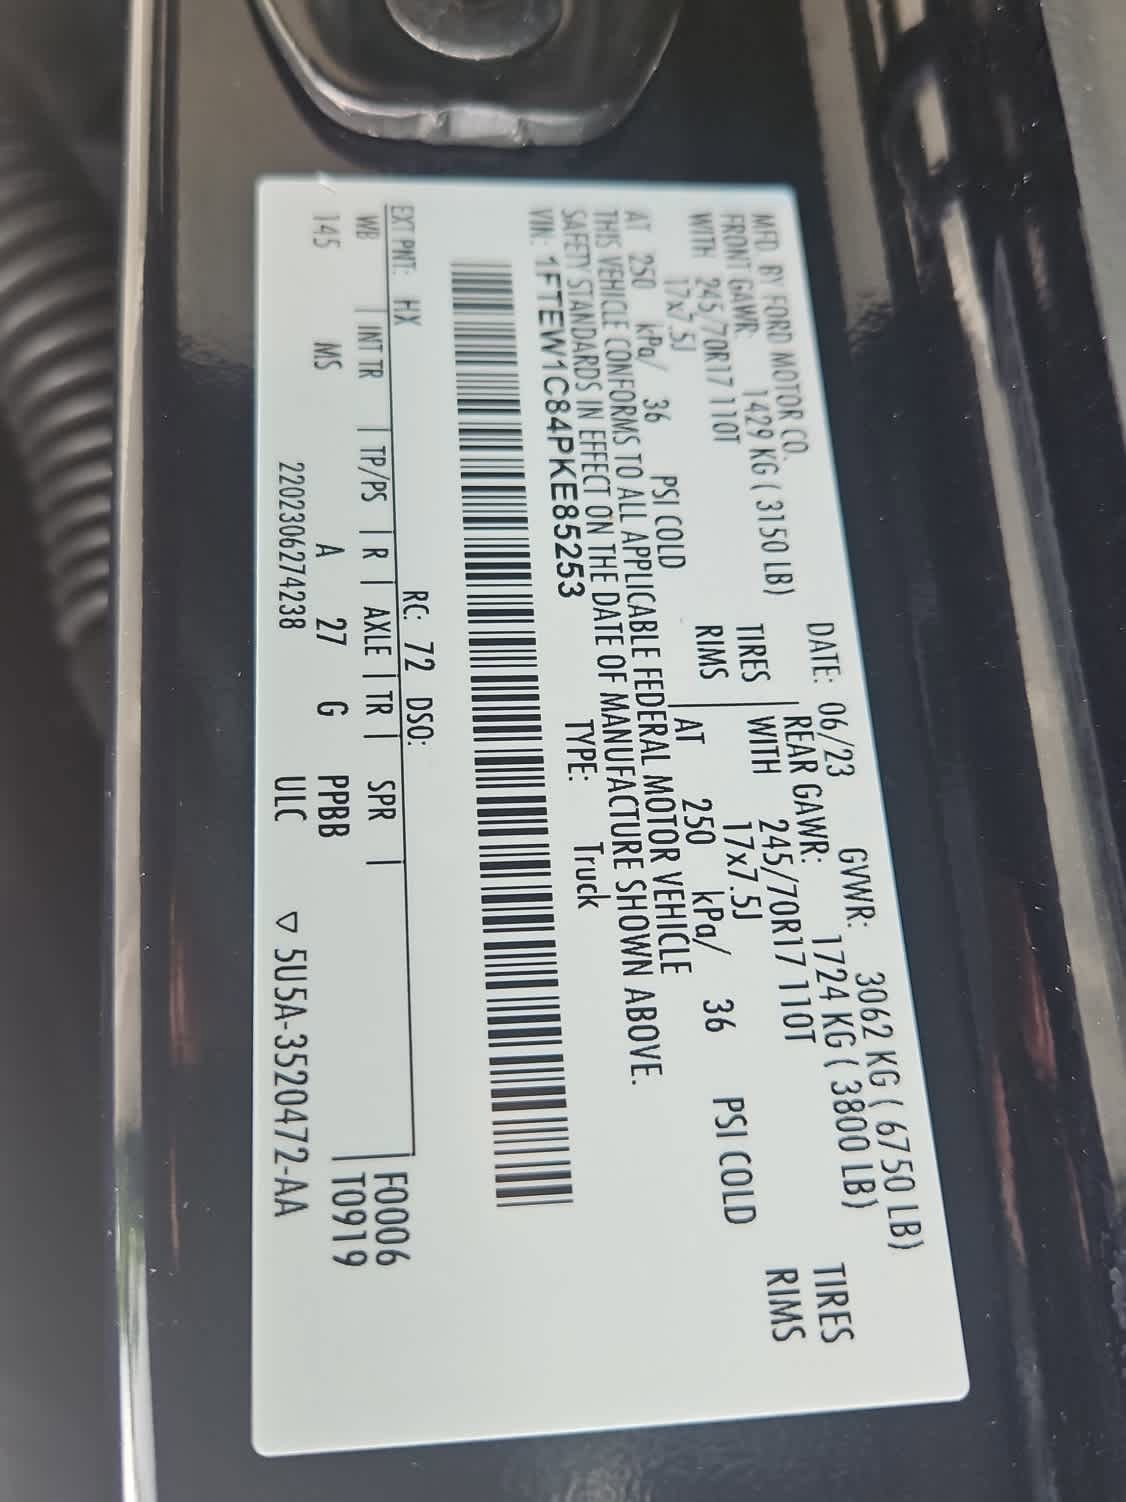 MFD. BY FORD MOTOR CO.
DATE: 06/23 GVWR: 3062 KG ( 6750 LB)
FRONT GAWR: 1429 KG ( 3150 LB) REAR GAWR: 1724 KG ( 3800 LB)
WITH 245/70R17 110T TIRES WITH 245/70R17 110T TIRES
17x7.5J RIMS 17x7.5J RIMS
AT 250 kPa/ 36 PSI COLD AT 250 kPa/ 36 PSI COLD
THIS VEHICLE CONFORMS TO ALL APPLICABLE FEDERAL MOTOR VEHICLE
SAFETY STANDARDS IN EFFECT ON THE DATE OF MANUFACTURE SHOWN ABOVE.
VIN: 1FTEW1C84PKE85253 TYPE: Truck
EXT PNT: HX RC: 72 DSO:
WB | INT TR | TP/PS | R | AXLE | TR | SPR | F0006
145 MS A 27 G PPBB T0919
2202306274238 ULC ▽ 5U5A-3520472-AA